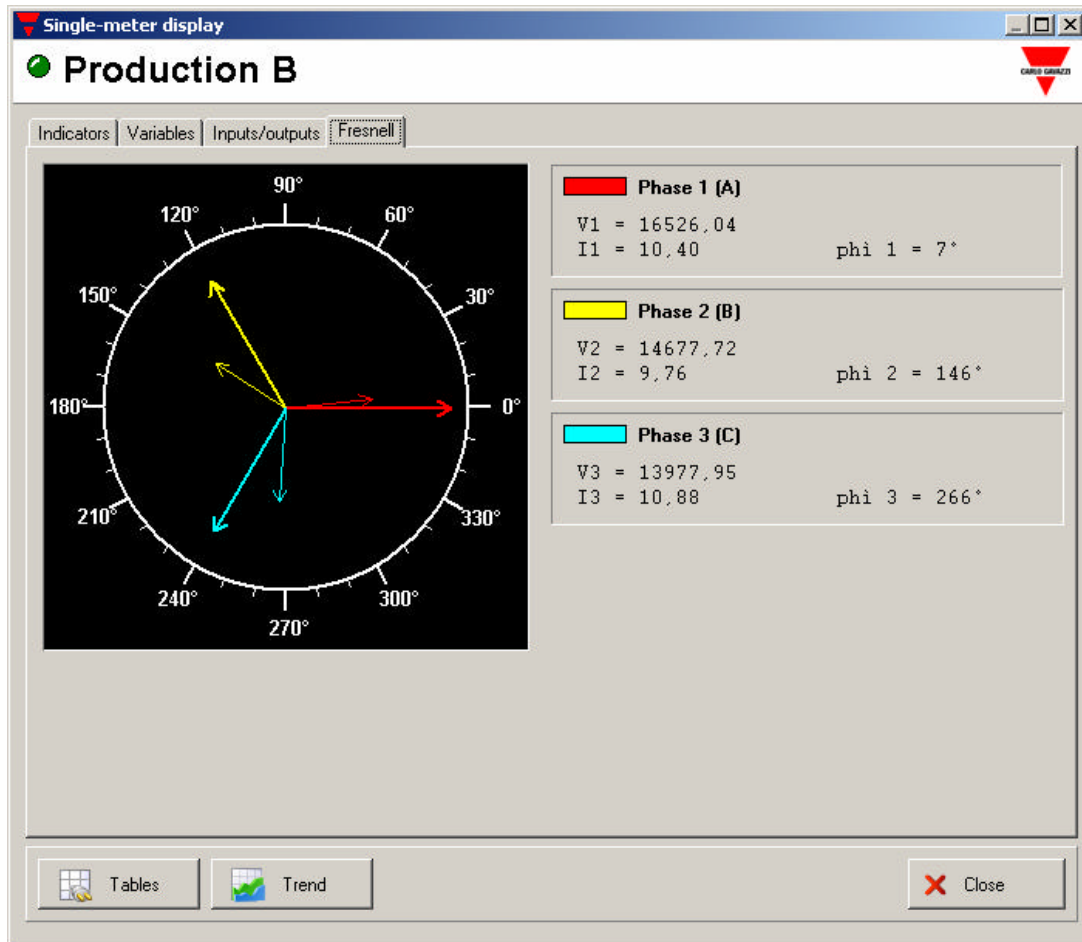 Single-meter display
Production B
CARLO GAVAZZI
Indicators Variables Inputs/outputs Fresnell
90°
120° 60°
150° 30°
180° 0°
210° 330°
240° 300°
270°
Phase 1 (A)
V1 = 16526,04
I1 = 10,40 phi 1 = 7°
Phase 2 (B)
V2 = 14677,72
I2 = 9,76 phi 2 = 146°
Phase 3 (C)
V3 = 13977,95
I3 = 10,88 phi 3 = 266°
Tables Trend Close